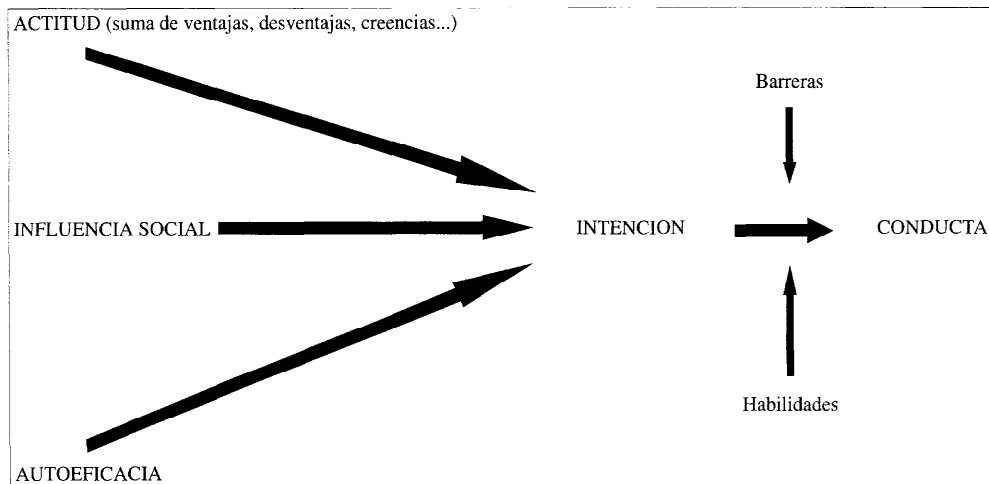 ACTITUD (suma de ventajas, desventajas, creencias...)
Barreras
INFLUENCIA SOCIAL
INTENCION
CONDUCTA
Habilidades
AUTOEFICACIA